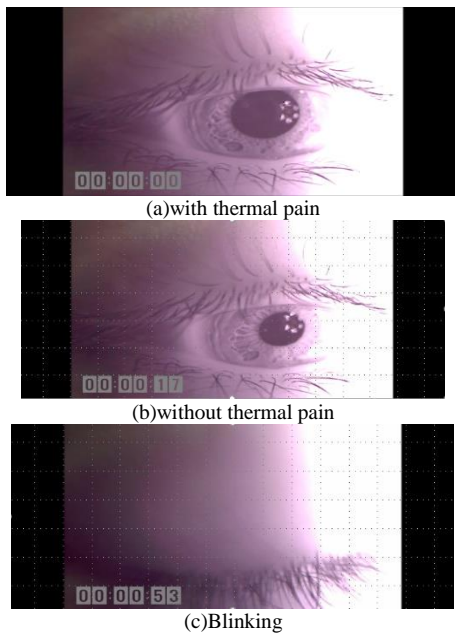 00:00:00
(a)with thermal pain
00:00:17
(b)without thermal pain
00:00:53
(c)Blinking